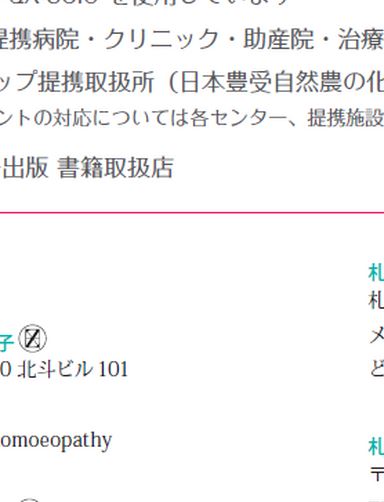 を使用しています
提携病院・クリニック・助産院・治療
ップ提携取扱所（日本豊受自然農の化
ントの対応については各センター、提携施設
出版 書籍取扱店
札
札
子 Z
メ
0 北斗ビル 101
ど
omoeopathy
札
〒